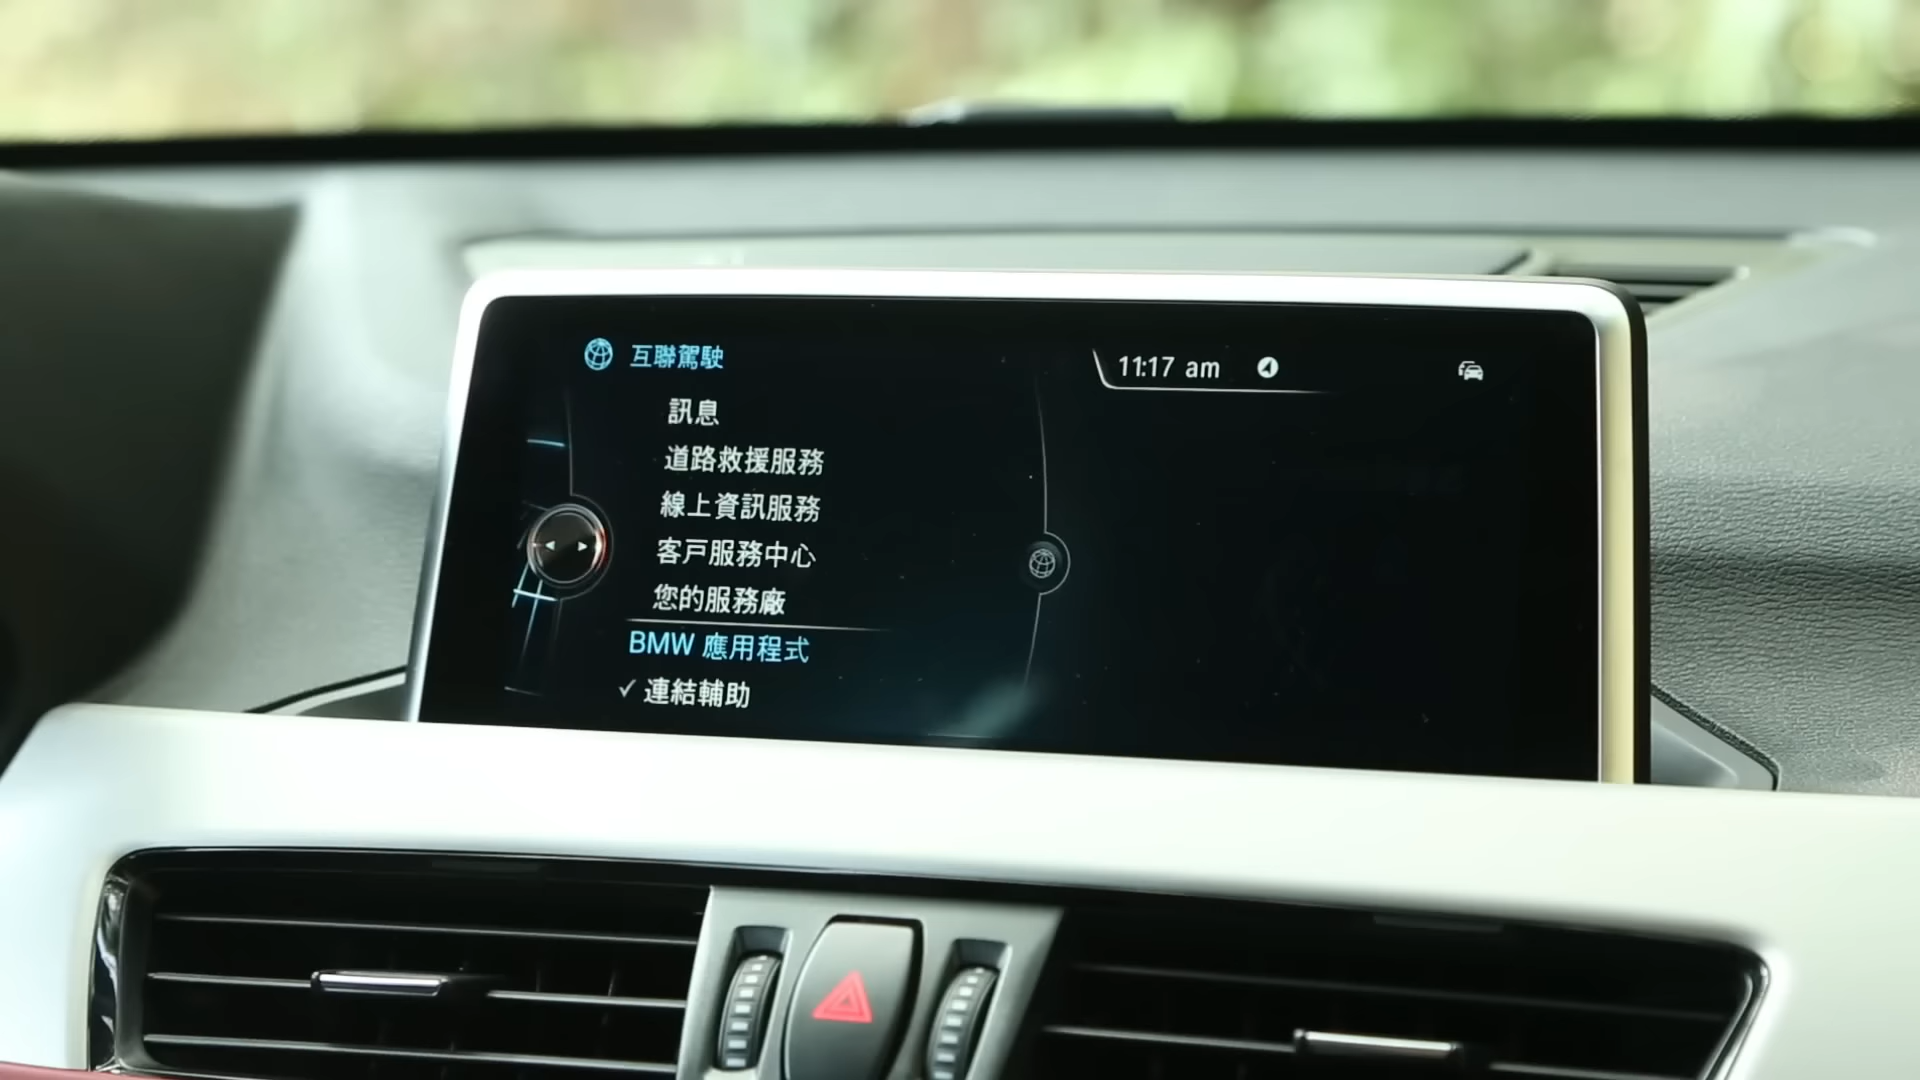 互聯駕駛
11:17 am
訊息
道路救援服務
線上資訊服務
客戶服務中心
您的服務廠
BMW 應用程式
✓ 連結輔助